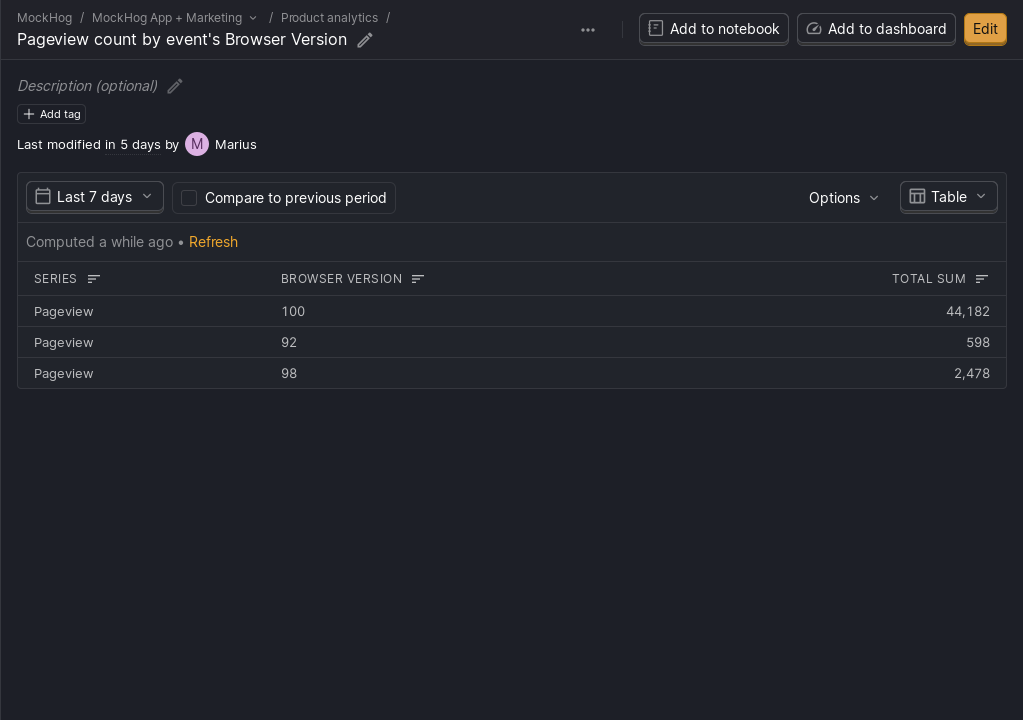 MockHog / MockHog App + Marketing / Product analytics /
Pageview count by event's Browser Version
Add to notebook
Add to dashboard
Edit
Description (optional)
Add tag
Last modified in 5 days by M Marius
Last 7 days
Compare to previous period
Options
Table
Computed a while ago • Refresh
SERIES BROWSER VERSION TOTAL SUM
Pageview 100 44,182
Pageview 92 598
Pageview 98 2,478